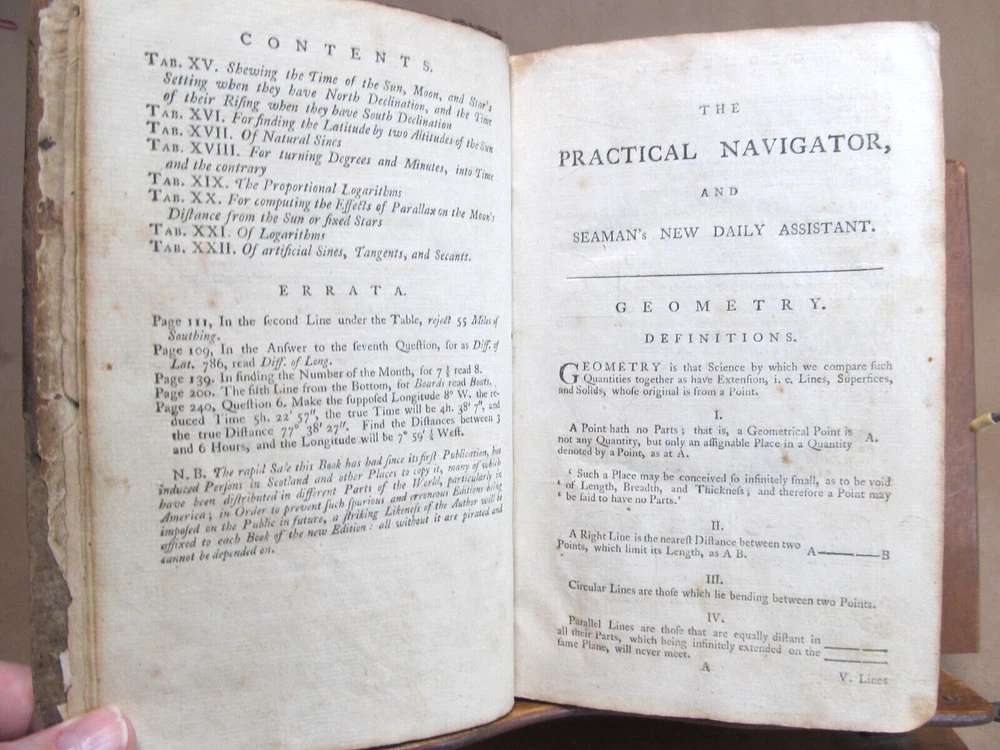 CONTENTS.
TAB. XV. Shewing the Time of the Sun, Moon, and Star's
Setting when they have North Declination, and the Time
of their Riſing when they have South Declination
TAB. XVI. For finding the Latitude by two Altitudes of the Sun
TAB. XVII. Of Natural Sines
TAB. XVIII. For turning Degrees and Minutes, into Time
and the contrary
TAB. XIX. The Proportional Logarithms
TAB. XX. For computing the Effects of Parallax on the Moon's
Diſtance from the Sun or fixed Stars
TAB. XXI. Of Logarithms
TAB. XXII. Of artificial Sines, Tangents, and Secants.
ERRATA.
Page 111, In the ſecond Line under the Table, reject 55 Miles of
Southing.
Page 109, In the Anſwer to the ſeventh Queſtion, for as Diff. of
Lat. 786, read Diff. of Long.
Page 139. In finding the Number of the Month, for 7 ½ read 8.
Page 200. The fifth Line from the Bottom, for Boards read Boats.
Page 240, Queſtion 6. Make the ſuppoſed Longitude 8° W. the re-
duced Time 5h. 22' 57", the true Time will be 4h. 38' 7", and
the true Diſtance 77° 38' 27". Find the Diſtances between 3
and 6 Hours, and the Longitude will be 7° 59' Weſt.
N. B. The rapid Sale this Book has had ſince its firſt Publication, has
induced Perſons in Scotland and other Places to copy it, many of which
have been diſtributed in different Parts of the World, particularly in
America; in Order to prevent ſuch ſpurious and erroneous Editions being
impoſed on the Public in future, a ſtriking Likeneſs of the Author will be
affixed to each Book of the new Edition: all without it are pirated and
cannot be depended on.
THE
PRACTICAL NAVIGATOR,
AND
SEAMAN's NEW DAILY ASSISTANT.
GEOMETRY.
DEFINITIONS.
GEOMETRY is that Science by which we compare ſuch
Quantities together as have Extenſion, i. e. Lines, Superfices,
and Solids, whoſe original is from a Point.
I.
A Point hath no Parts; that is, a Geometrical Point is
not any Quantity, but only an aſſignable Place in a Quantity A.
denoted by a Point, as at A.
‘ Such a Place may be conceived ſo infinitely ſmall, as to be void
‘ of Length, Breadth, and Thickneſs; and therefore a Point may
‘ be ſaid to have no Parts.’
II.
A Right Line is the neareſt Diſtance between two
Points, which limit its Length, as A B. A B
III.
Circular Lines are thoſe which lie bending between two Points.
IV.
Parallel Lines are thoſe that are equally diſtant in
all their Parts, which being infinitely extended on the
ſame Plane, will never meet.
A
V. Lines